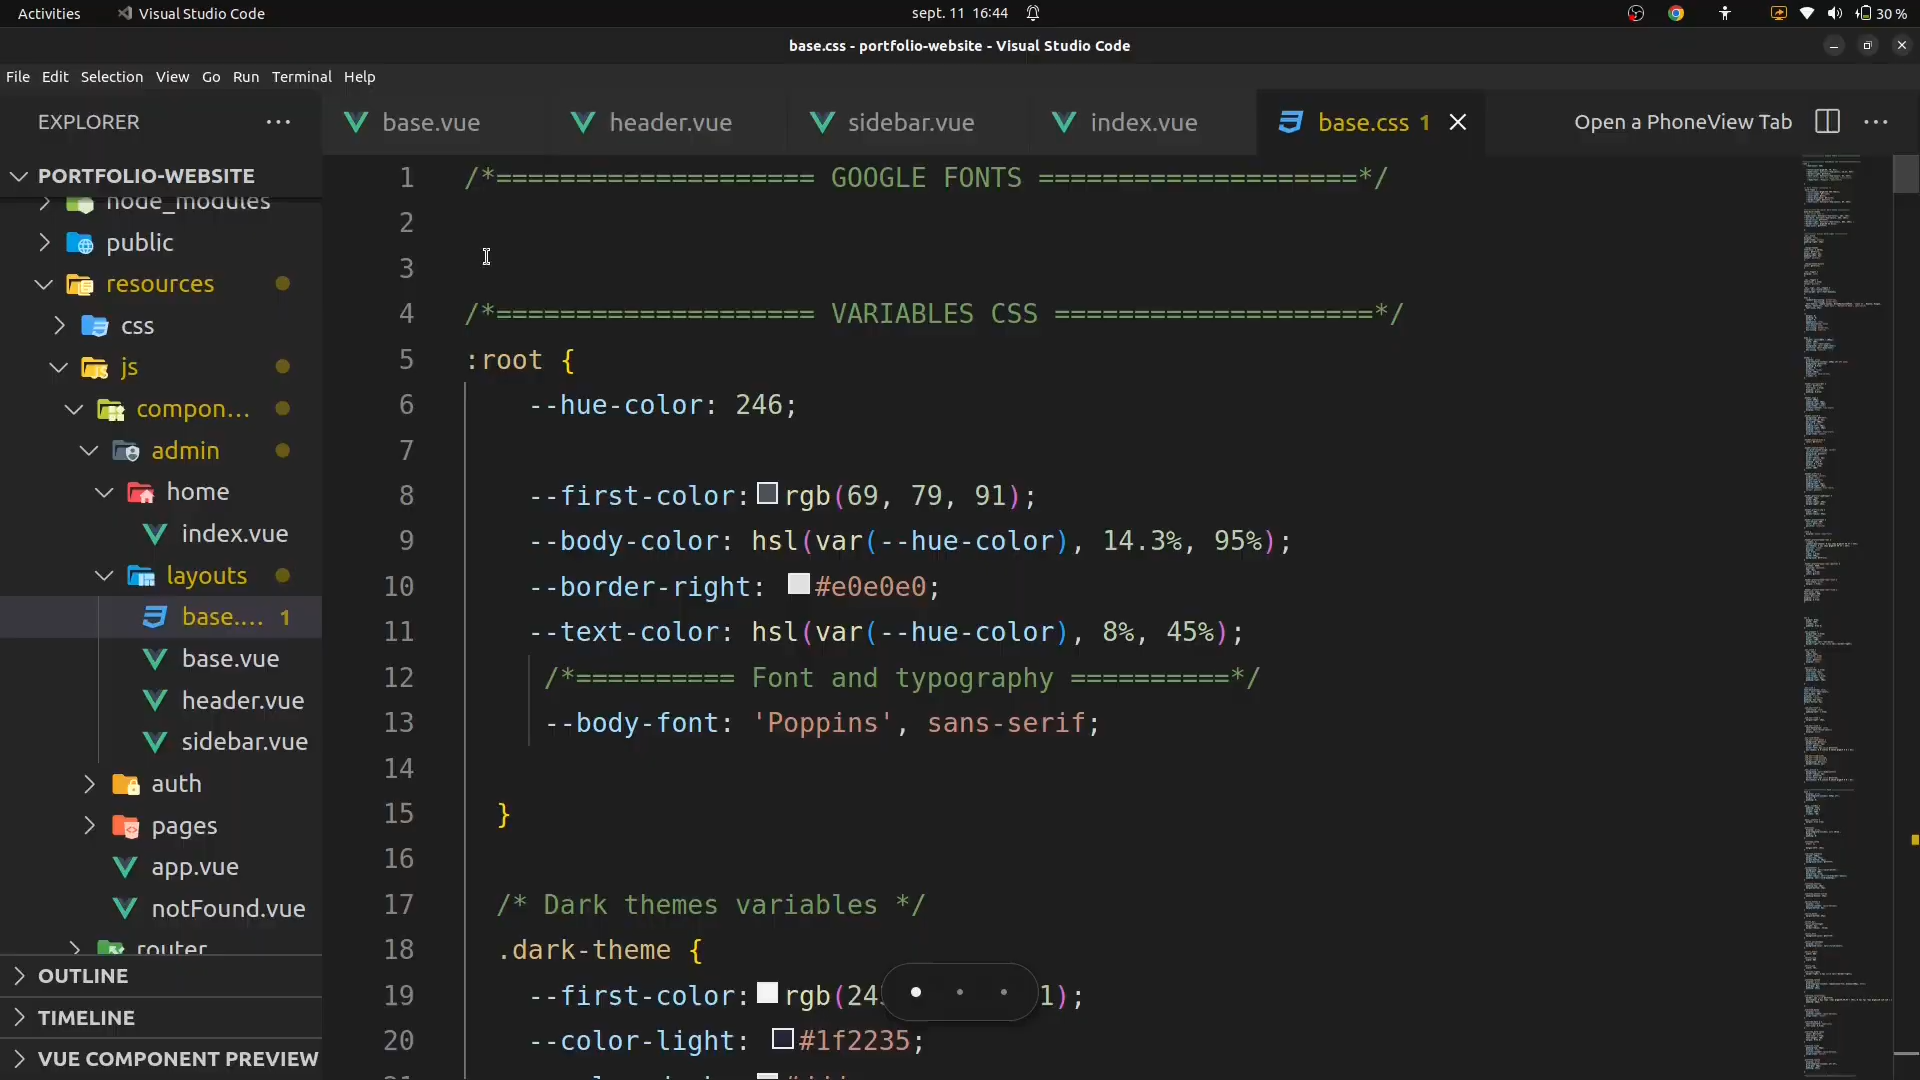 Activities
Visual Studio Code
sept. 11 16:44
30 %
base.css - portfolio-website - Visual Studio Code
File Edit Selection View Go Run Terminal Help
EXPLORER
base.vue
header.vue
sidebar.vue
index.vue
base.css 1
Open a PhoneView Tab
PORTFOLIO-WEBSITE
node_modules
public
resources
css
js
compon...
admin
home
index.vue
layouts
base.... 1
base.vue
header.vue
sidebar.vue
auth
pages
app.vue
notFound.vue
router
OUTLINE
TIMELINE
VUE COMPONENT PREVIEW
1 /*==================== GOOGLE FONTS ====================*/
2
3
4 /*==================== VARIABLES CSS ====================*/
5 :root {
6 --hue-color: 246;
7
8 --first-color: rgb(69, 79, 91);
9 --body-color: hsl(var(--hue-color), 14.3%, 95%);
10 --border-right: #e0e0e0;
11 --text-color: hsl(var(--hue-color), 8%, 45%);
12 /*========== Font and typography ==========*/
13 --body-font: 'Poppins', sans-serif;
14
15 }
16
17 /* Dark themes variables */
18 .dark-theme {
19 --first-color: rgb(24 1);
20 --color-light: #1f2235;